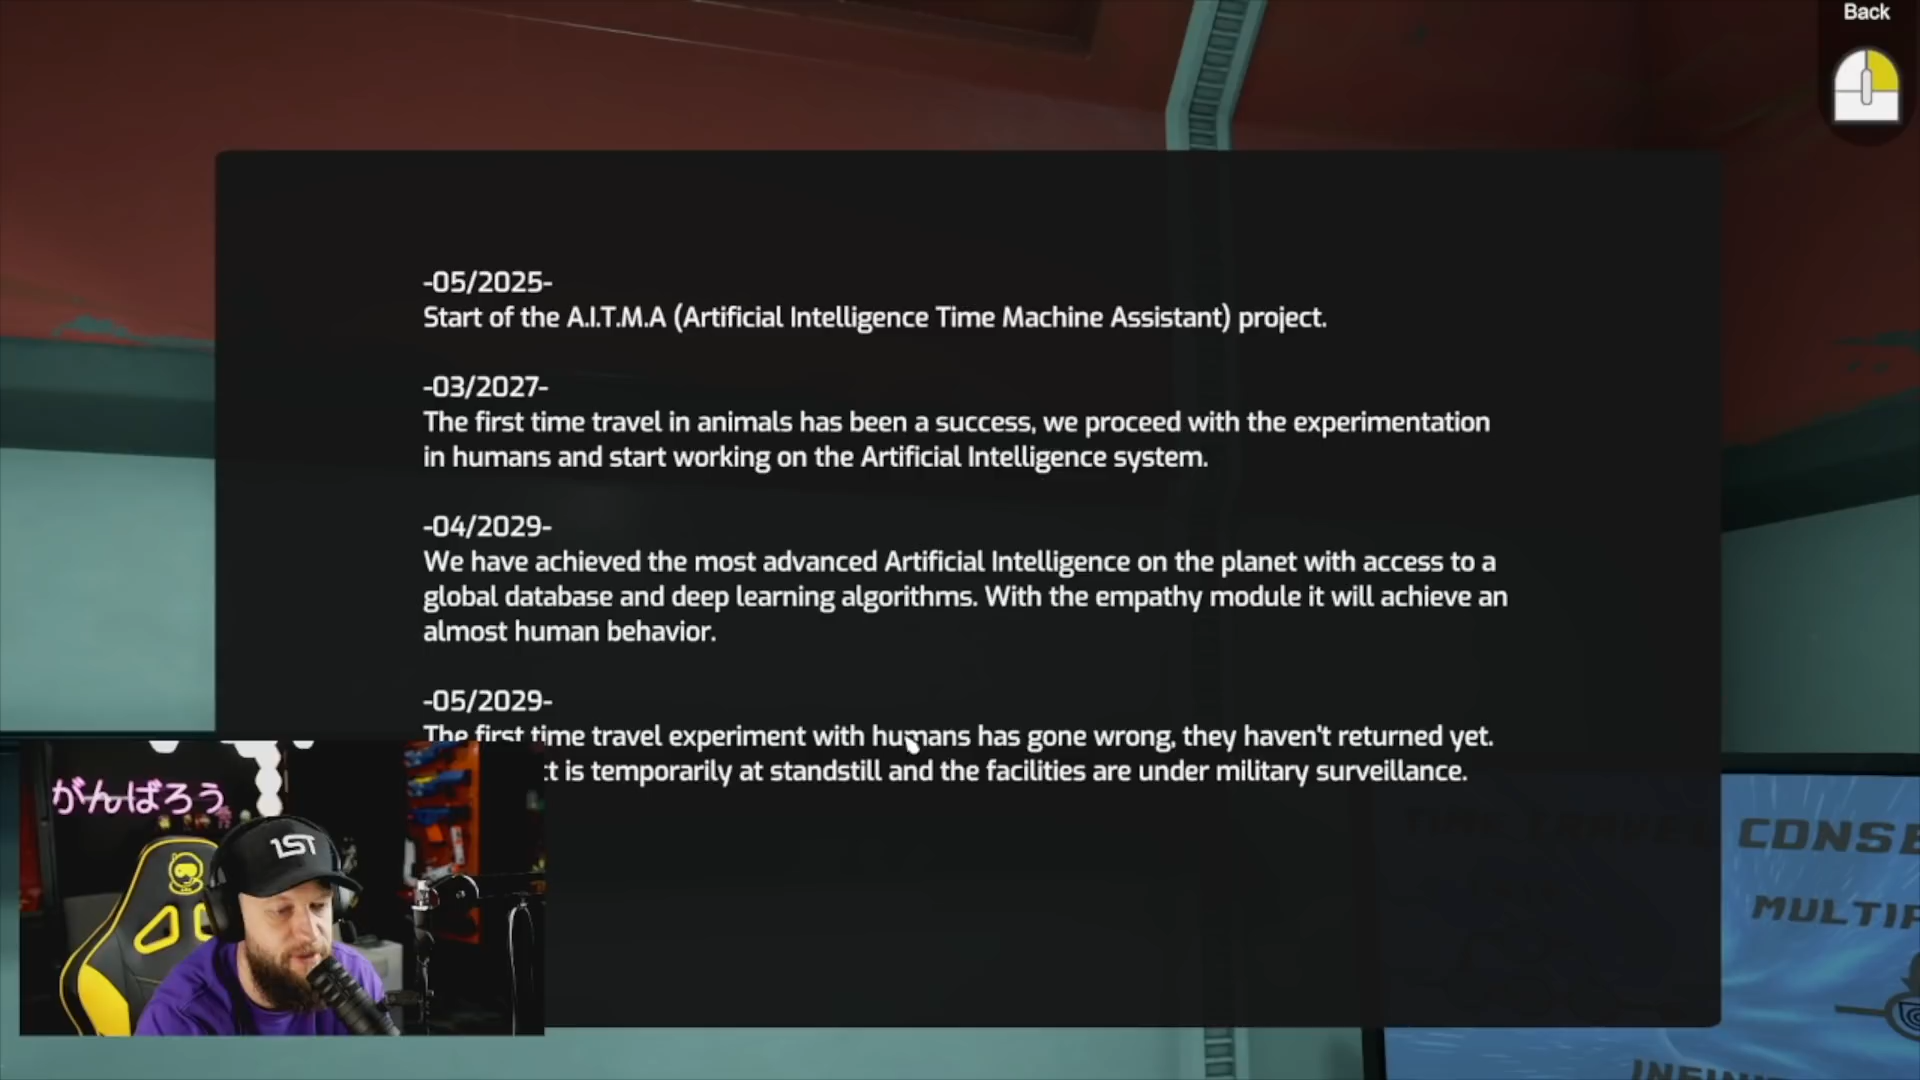 Back
-05/2025-
Start of the A.I.T.M.A (Artificial Intelligence Time Machine Assistant) project.
-03/2027-
The first time travel in animals has been a success, we proceed with the experimentation
in humans and start working on the Artificial Intelligence system.
-04/2029-
We have achieved the most advanced Artificial Intelligence on the planet with access to a
global database and deep learning algorithms. With the empathy module it will achieve an
almost human behavior.
-05/2029-
The first time travel experiment with humans has gone wrong, they haven't returned yet.
is temporarily at standstill and the facilities are under military surveillance.
がんばろう
1ST
TIME TRAVEL